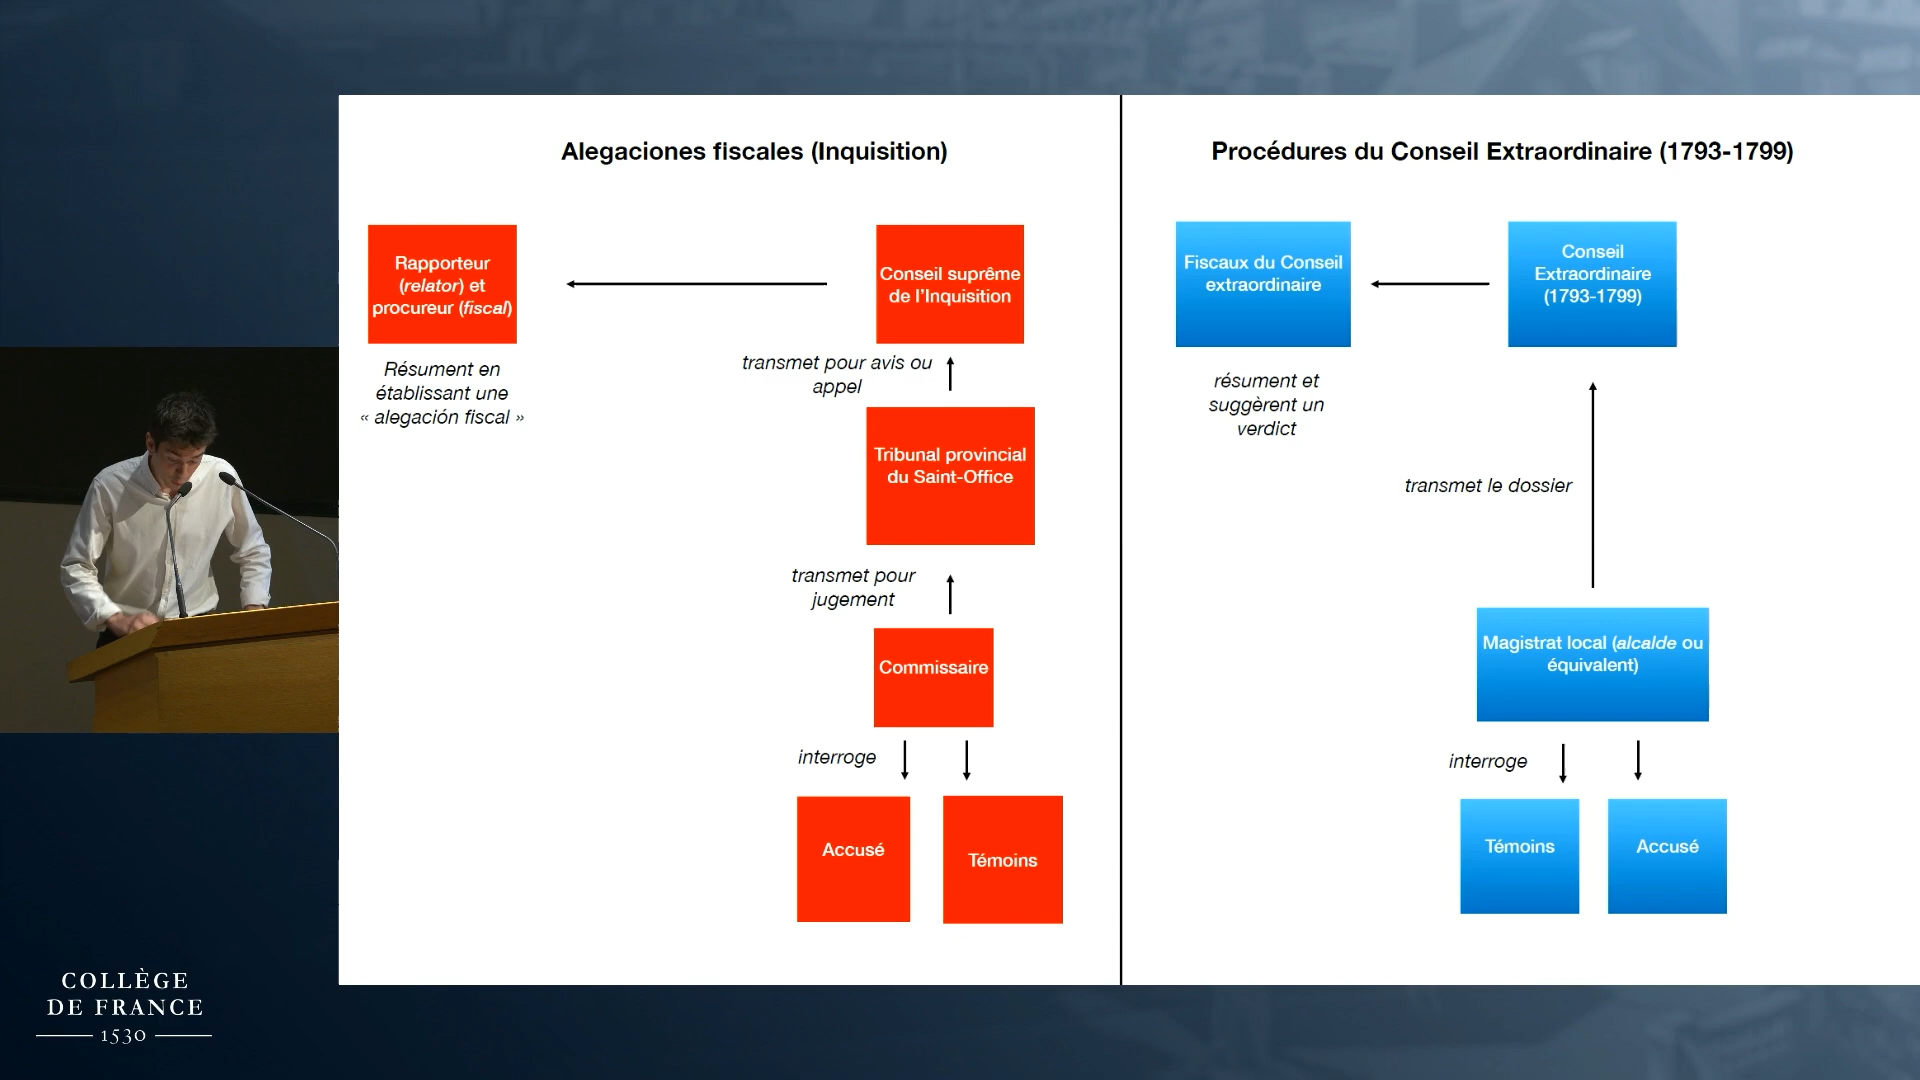 Alegaciones fiscales (Inquisition)
Rapporteur
(relator) et
procureur (fiscal)
Résument en
établissant une
« alegación fiscal »
Conseil suprême
de l'Inquisition
transmet pour avis ou
appel
Tribunal provincial
du Saint-Office
transmet pour
jugement
Commissaire
interroge
Accusé
Témoins
Procédures du Conseil Extraordinaire (1793-1799)
Fiscaux du Conseil
extraordinaire
résument et
suggèrent un
verdict
Conseil
Extraordinaire
(1793-1799)
transmet le dossier
Magistrat local (alcalde ou
équivalent)
interroge
Témoins
Accusé
COLLÈGE
DE FRANCE
1530